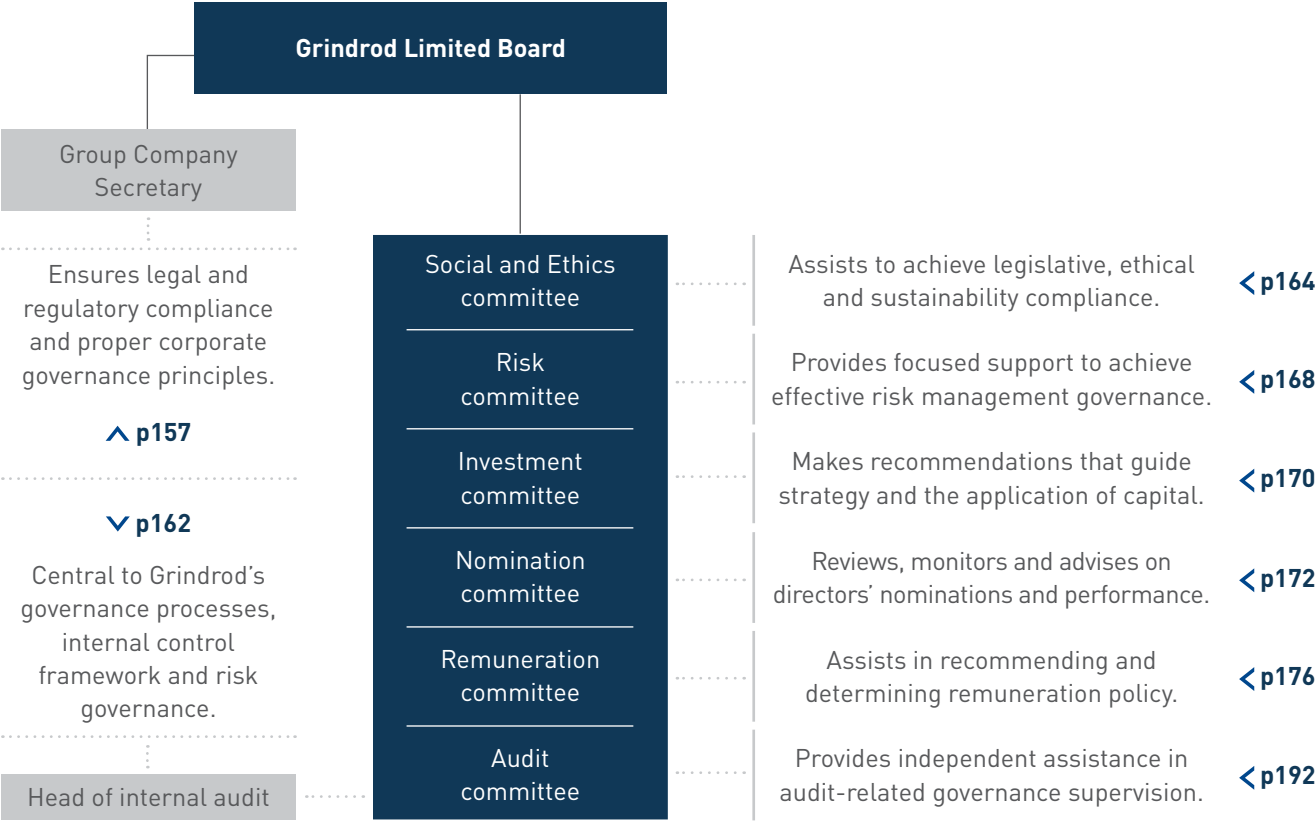 Grindrod Limited Board
Group Company
Secretary
Ensures legal and
regulatory compliance
and proper corporate
governance principles.
p157
p162
Central to Grindrod’s
governance processes,
internal control
framework and risk
governance.
Head of internal audit
Social and Ethics
committee
Assists to achieve legislative, ethical
and sustainability compliance.
p164
Risk
committee
Provides focused support to achieve
effective risk management governance.
p168
Investment
committee
Makes recommendations that guide
strategy and the application of capital.
p170
Nomination
committee
Reviews, monitors and advises on
directors’ nominations and performance.
p172
Remuneration
committee
Assists in recommending and
determining remuneration policy.
p176
Audit
committee
Provides independent assistance in
audit-related governance supervision.
p192